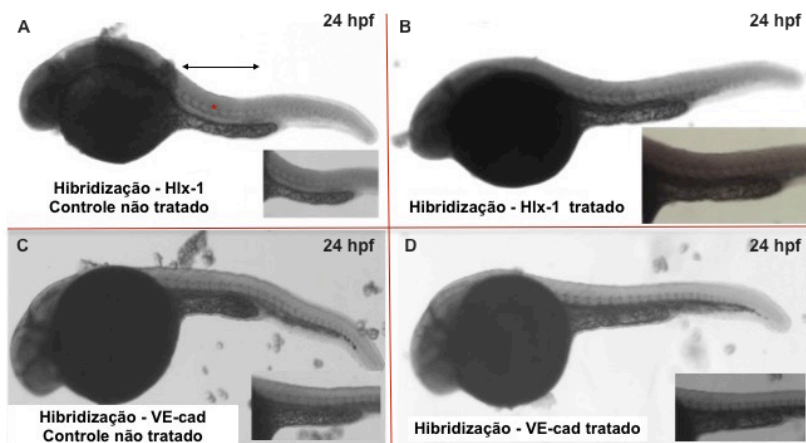 A
24 hpf
Hibridização - Hlx-1
Controle não tratado
B
24 hpf
Hibridização - Hlx-1 tratado
C
24 hpf
Hibridização - VE-cad
Controle não tratado
D
24 hpf
Hibridização - VE-cad tratado